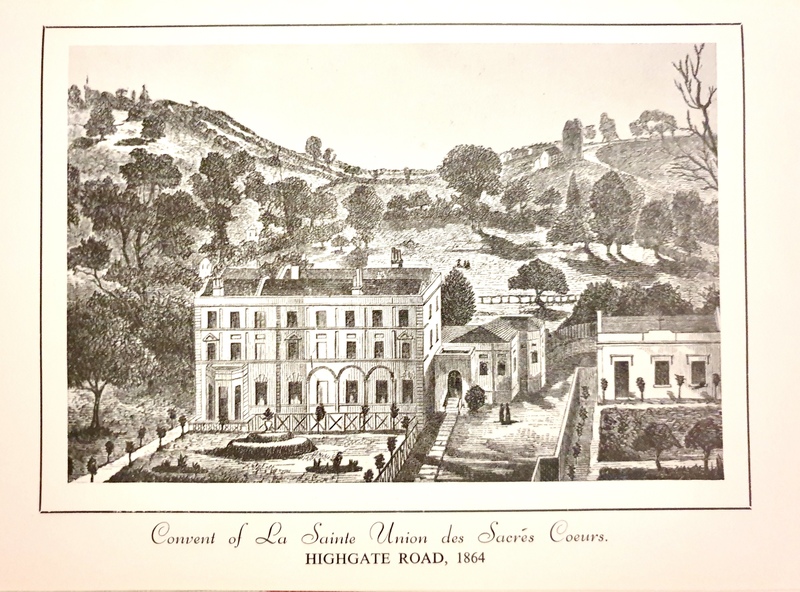 Convent of La Sainte Union des Sacrés Coeurs.
HIGHGATE ROAD, 1864